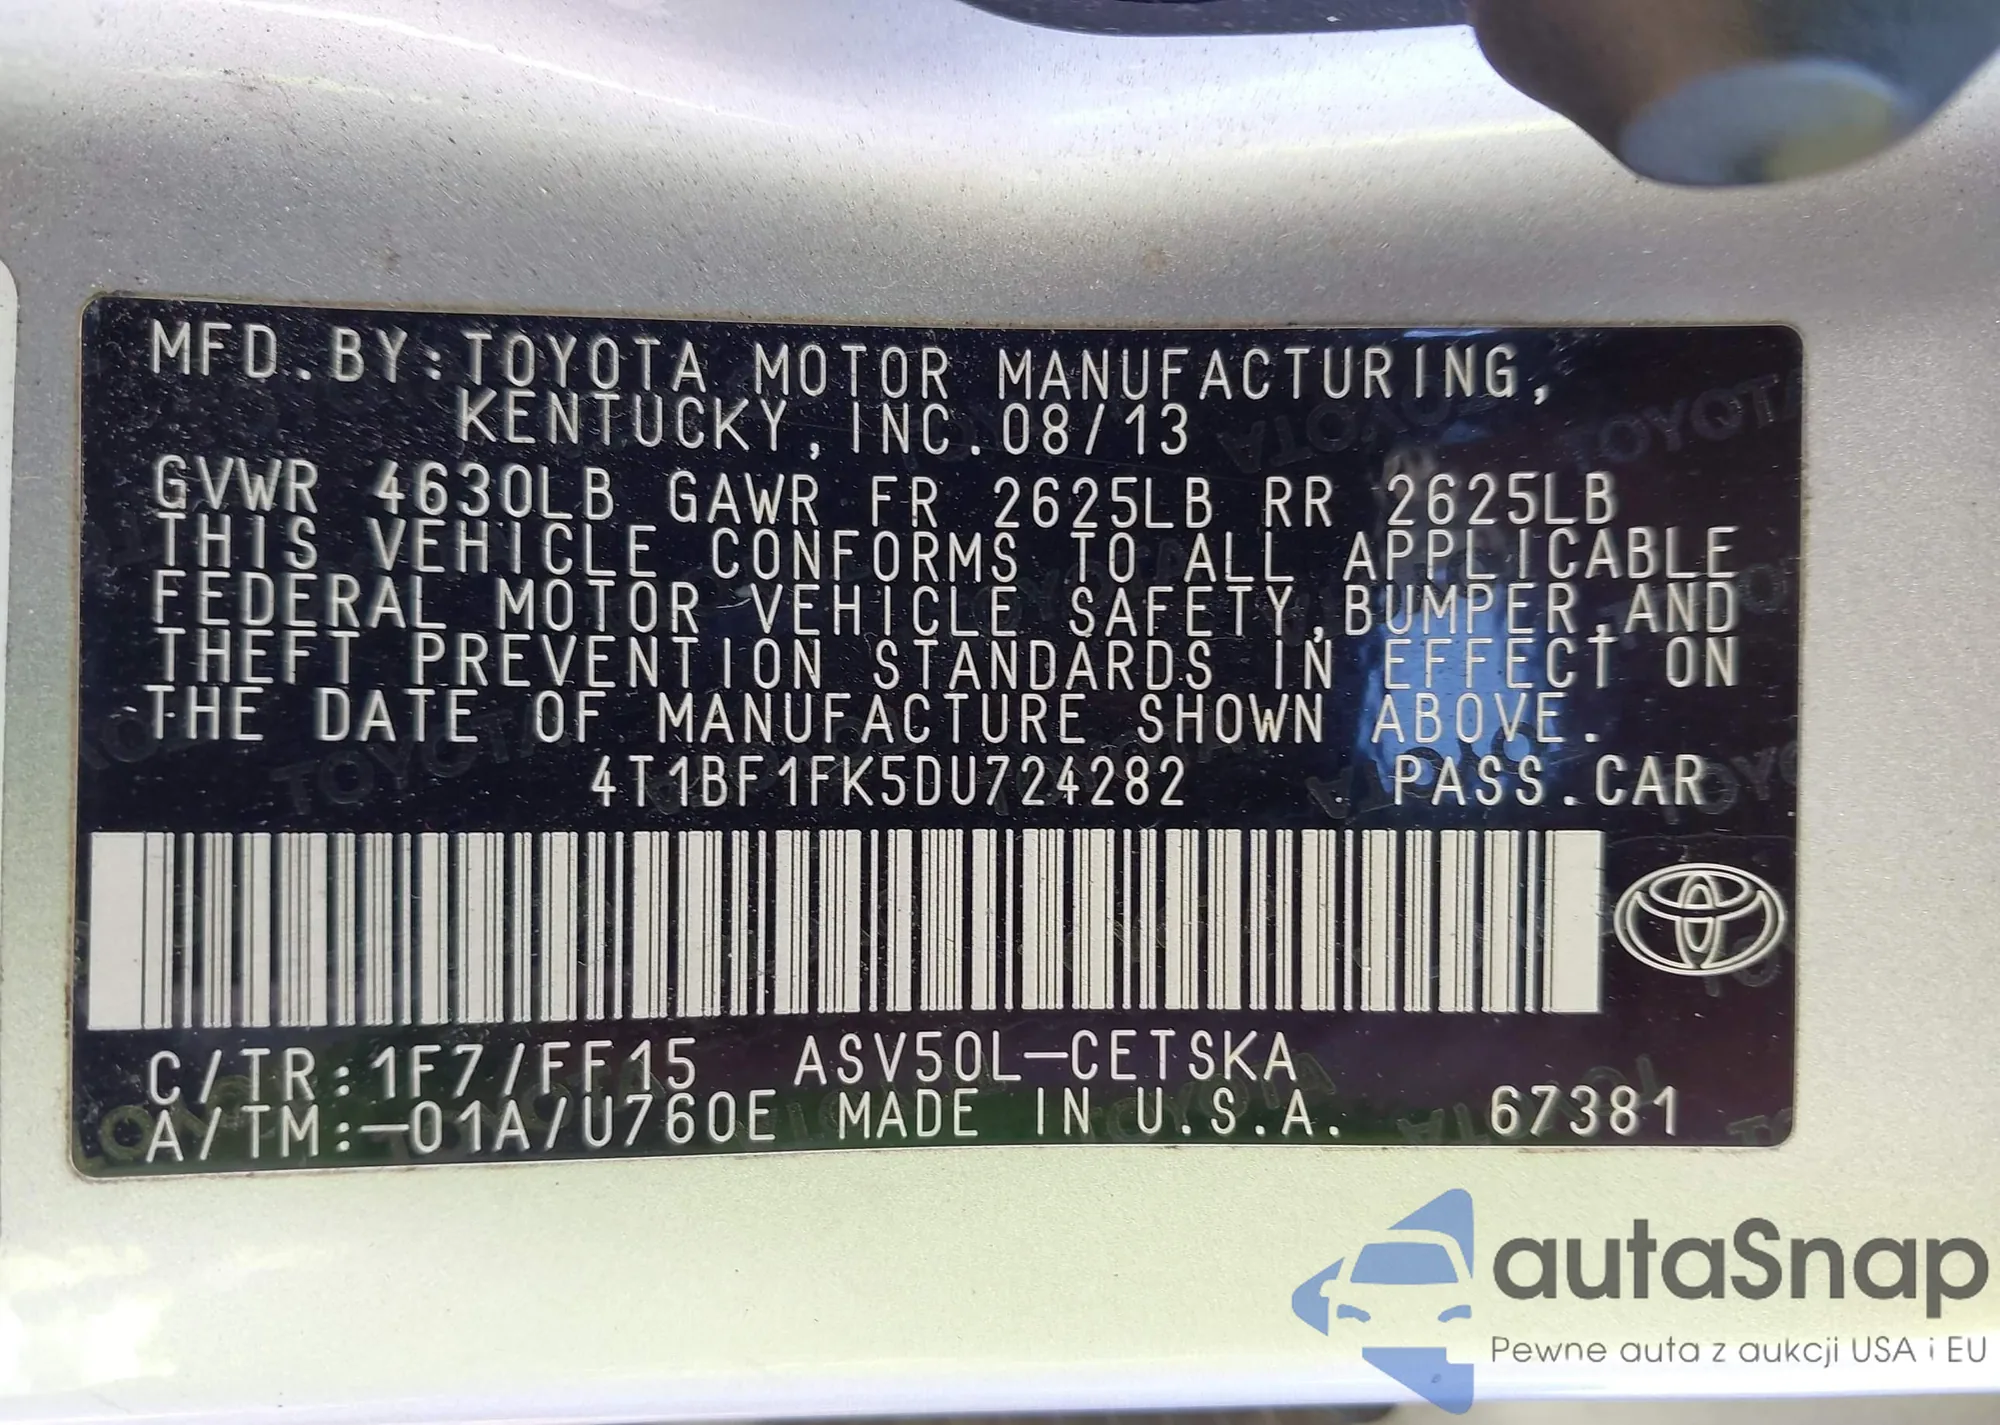 MFD. BY: TOYOTA MOTOR MANUFACTURING,
KENTUCKY, INC. 08/13
GVWR 4630LB GAWR FR 2625LB RR 2625LB
THIS VEHICLE CONFORMS TO ALL APPLICABLE
FEDERAL MOTOR VEHICLE SAFETY, BUMPER, AND
THEFT PREVENTION STANDARDS IN EFFECT ON
THE DATE OF MANUFACTURE SHOWN ABOVE.
4T1BF1FK5DU724282 PASS. CAR
C/TR: 1F7/FF15 ASV50L-CETSKA
A/TM: -01A/U760E MADE IN U.S.A. 67381
autaSnap
Pewne auta z aukcji USA i EU